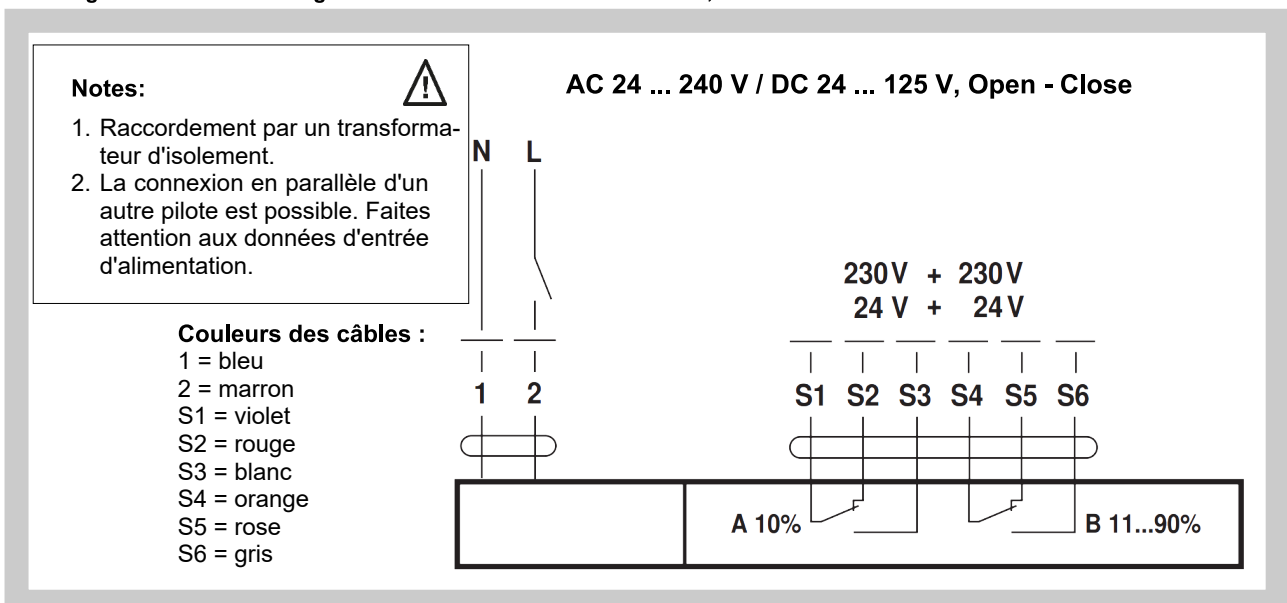 Notes:
1. Raccordement par un transforma-
teur d'isolement.
2. La connexion en parallèle d'un
autre pilote est possible. Faites
attention aux données d'entrée
d'alimentation.
AC 24 ... 240 V / DC 24 ... 125 V, Open - Close
N L
230 V + 230 V
24 V + 24 V
Couleurs des câbles :
1 = bleu
2 = marron
S1 = violet
S2 = rouge
S3 = blanc
S4 = orange
S5 = rose
S6 = gris
1 2
S1 S2 S3 S4 S5 S6
A 10%
B 11...90%